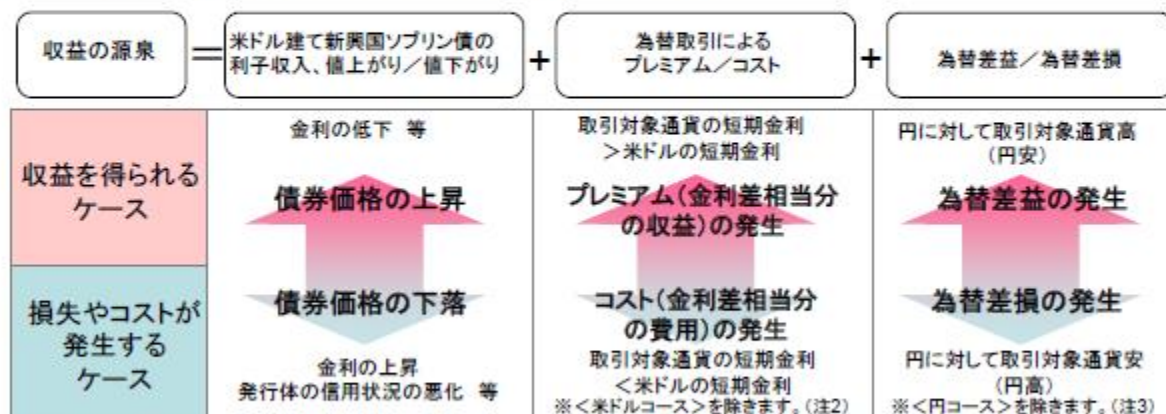 収益の源泉
=
米ドル建て新興国ソブリン債の
利子収入、値上がり/値下がり
+
為替取引による
プレミアム/コスト
+
為替差益/為替差損
収益を得られる
ケース
金利の低下 等
債券価格の上昇
取引対象通貨の短期金利
>米ドルの短期金利
プレミアム(金利差相当分
の収益)の発生
円に対して取引対象通貨高
(円安)
為替差益の発生
損失やコストが
発生する
ケース
債券価格の下落
金利の上昇
発行体の信用状況の悪化 等
コスト(金利差相当分
の費用)の発生
取引対象通貨の短期金利
<米ドルの短期金利
※<米ドルコース>を除きます。(注2)
為替差損の発生
円に対して取引対象通貨安
(円高)
※<円コース>を除きます。(注3)